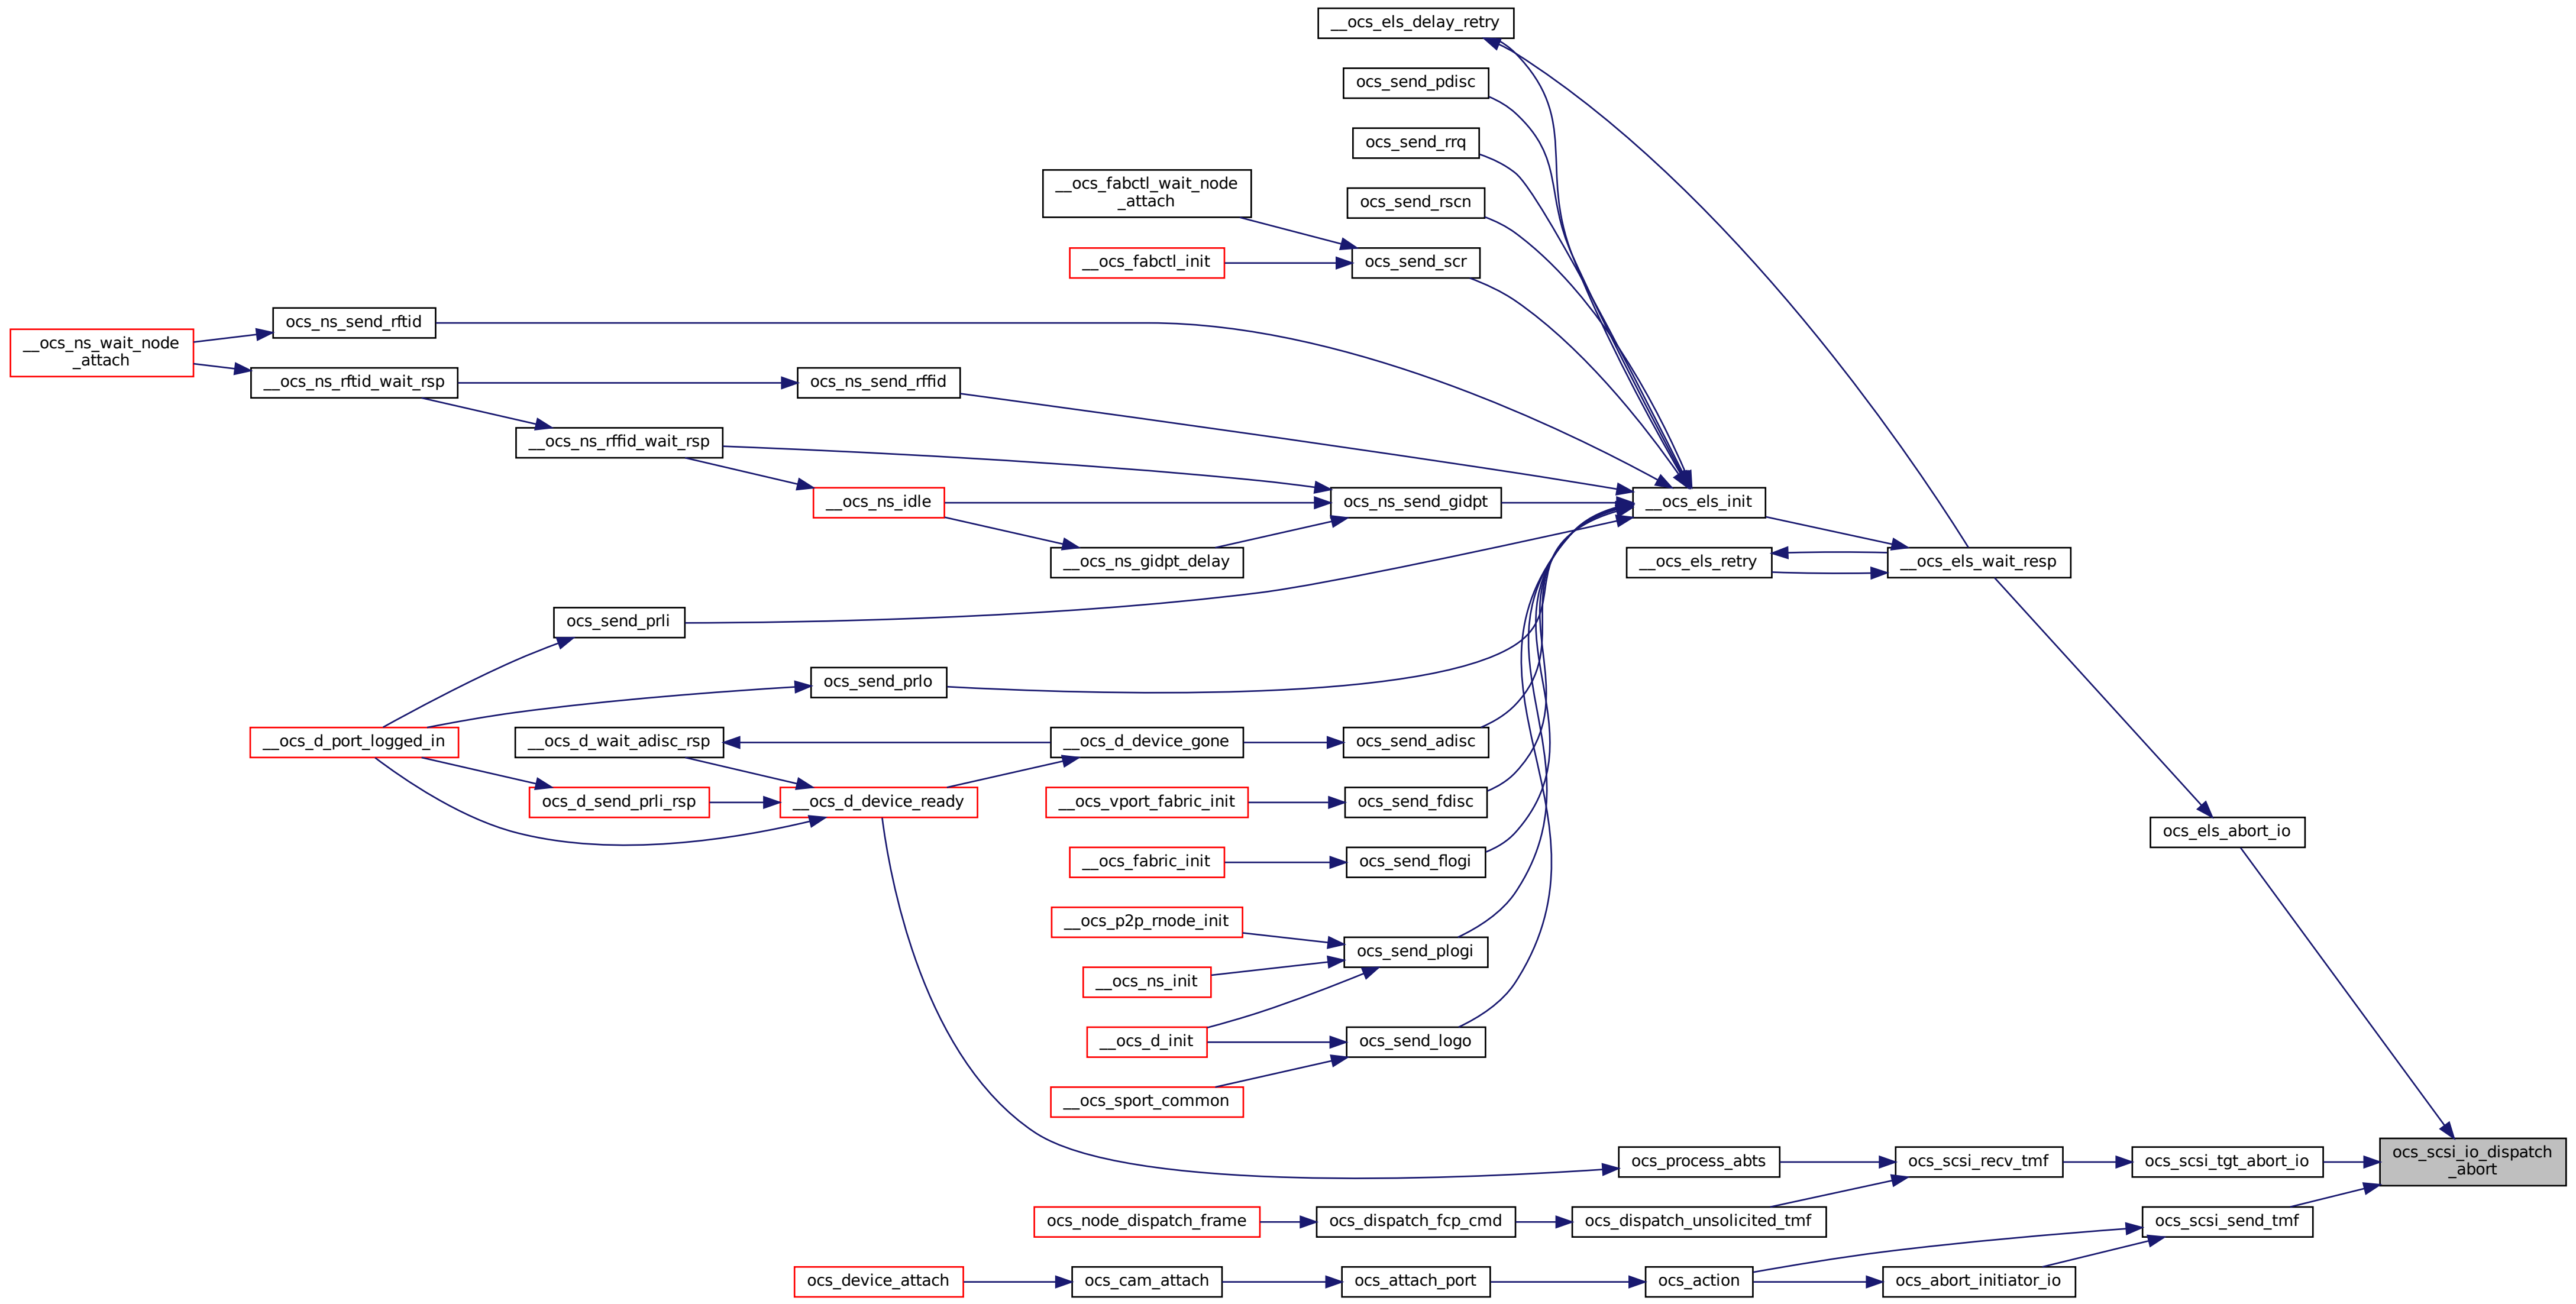 __ocs_els_delay_retry
ocs_send_pdisc
ocs_send_rrq
__ocs_fabctl_wait_node
_attach
ocs_send_rscn
__ocs_fabctl_init
ocs_send_scr
ocs_ns_send_rftid
__ocs_ns_wait_node
_attach
__ocs_ns_rftid_wait_rsp
ocs_ns_send_rffid
__ocs_ns_rffid_wait_rsp
__ocs_ns_idle
ocs_ns_send_gidpt
__ocs_els_init
__ocs_ns_gidpt_delay
__ocs_els_retry
__ocs_els_wait_resp
ocs_send_prli
ocs_send_prlo
__ocs_d_port_logged_in
__ocs_d_wait_adisc_rsp
__ocs_d_device_gone
ocs_send_adisc
ocs_d_send_prli_rsp
__ocs_d_device_ready
__ocs_vport_fabric_init
ocs_send_fdisc
ocs_els_abort_io
__ocs_fabric_init
ocs_send_flogi
__ocs_p2p_rnode_init
ocs_send_plogi
__ocs_ns_init
__ocs_d_init
ocs_send_logo
__ocs_sport_common
ocs_process_abts
ocs_scsi_recv_tmf
ocs_scsi_tgt_abort_io
ocs_scsi_io_dispatch
_abort
ocs_node_dispatch_frame
ocs_dispatch_fcp_cmd
ocs_dispatch_unsolicited_tmf
ocs_scsi_send_tmf
ocs_device_attach
ocs_cam_attach
ocs_attach_port
ocs_action
ocs_abort_initiator_io